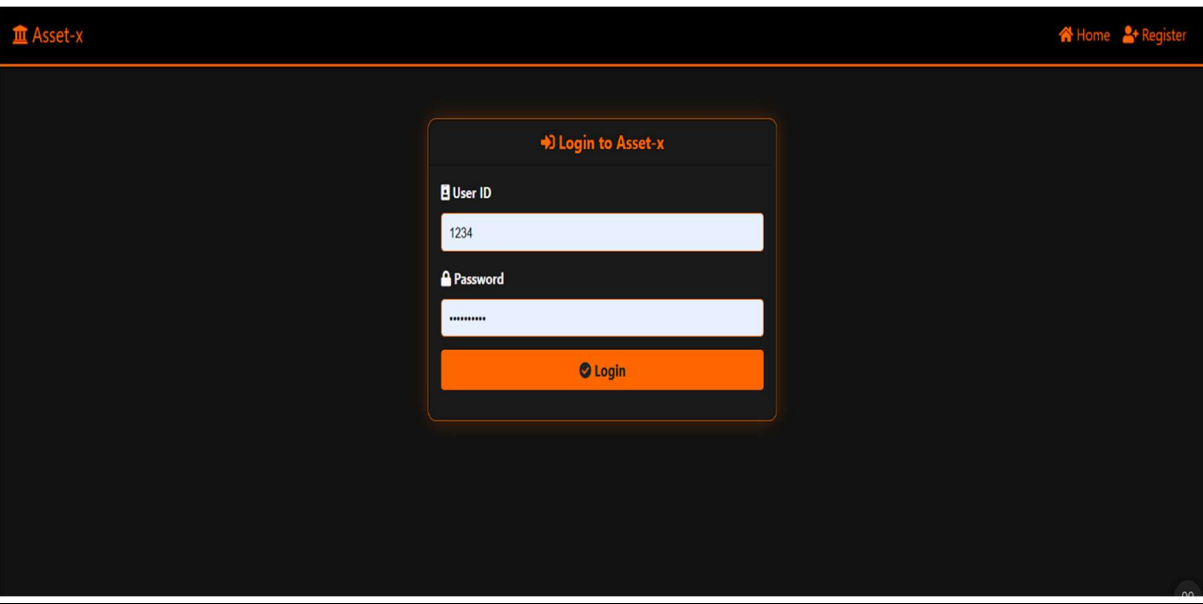 Asset-x
Home Register
Login to Asset-x
User ID
1234
Password
••••••••••
Login